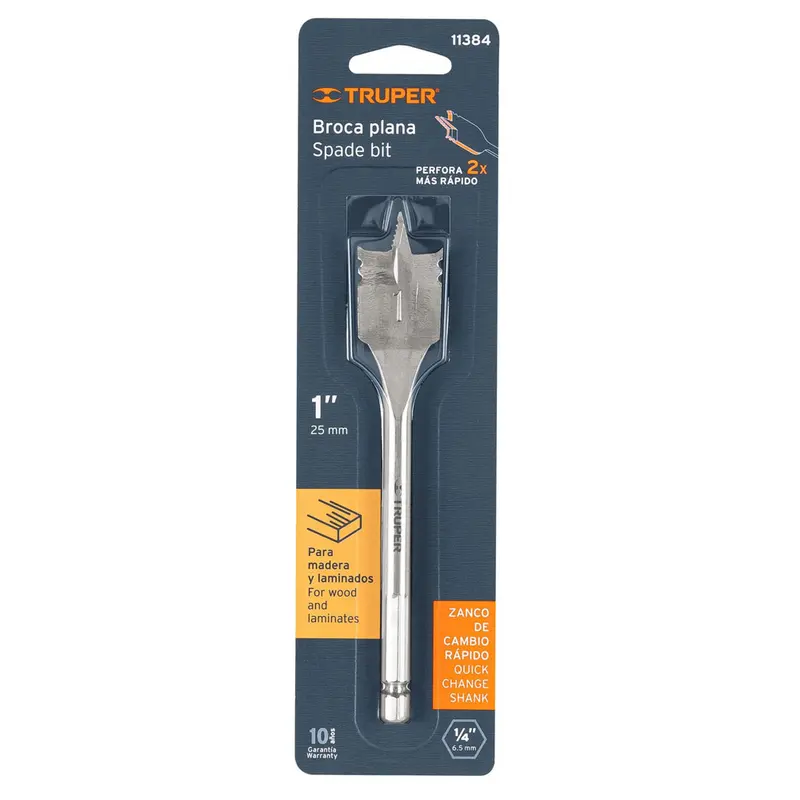 11384
TRUPER®
Broca plana
Spade bit
PERFORA 2x
MÁS RÁPIDO
1
1"
25 mm
TRUPER
Para
madera
y laminados
For wood
and
laminates
ZANCO
DE
CAMBIO
RÁPIDO
QUICK
CHANGE
SHANK
10 años
Garantía
Warranty
1/4"
6.5 mm